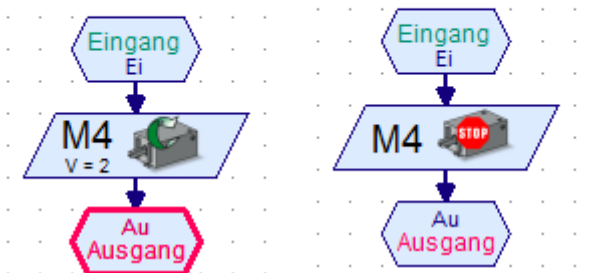 Eingang
Ei
M4
V = 2
Au
Ausgang
Eingang
Ei
M4
STOP
Au
Ausgang